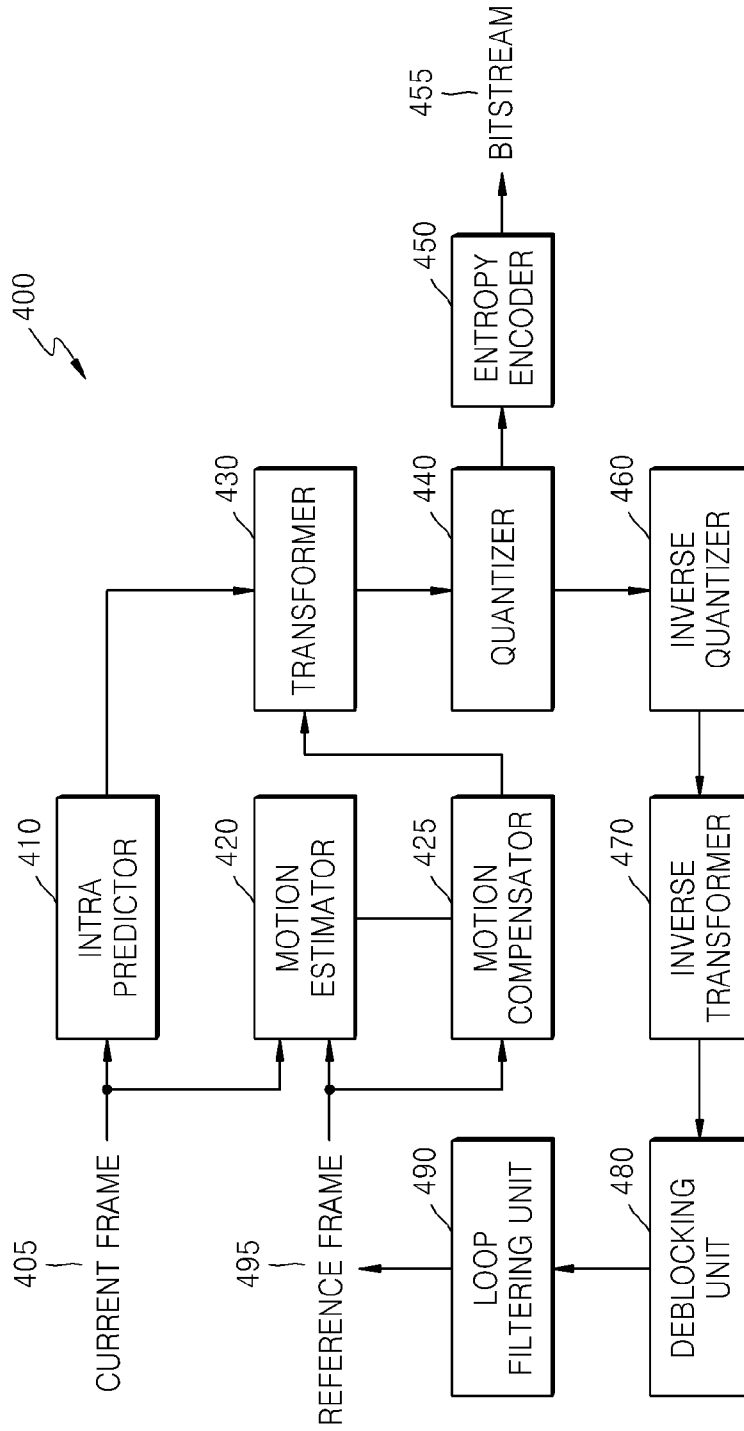 400
405
CURRENT FRAME
410
INTRA
PREDICTOR
495
REFERENCE FRAME
420
MOTION
ESTIMATOR
430
TRANSFORMER
490
LOOP
FILTERING UNIT
425
MOTION
COMPENSATOR
440
QUANTIZER
450
ENTROPY
ENCODER
455
BITSTREAM
480
DEBLOCKING
UNIT
470
INVERSE
TRANSFORMER
460
INVERSE
QUANTIZER